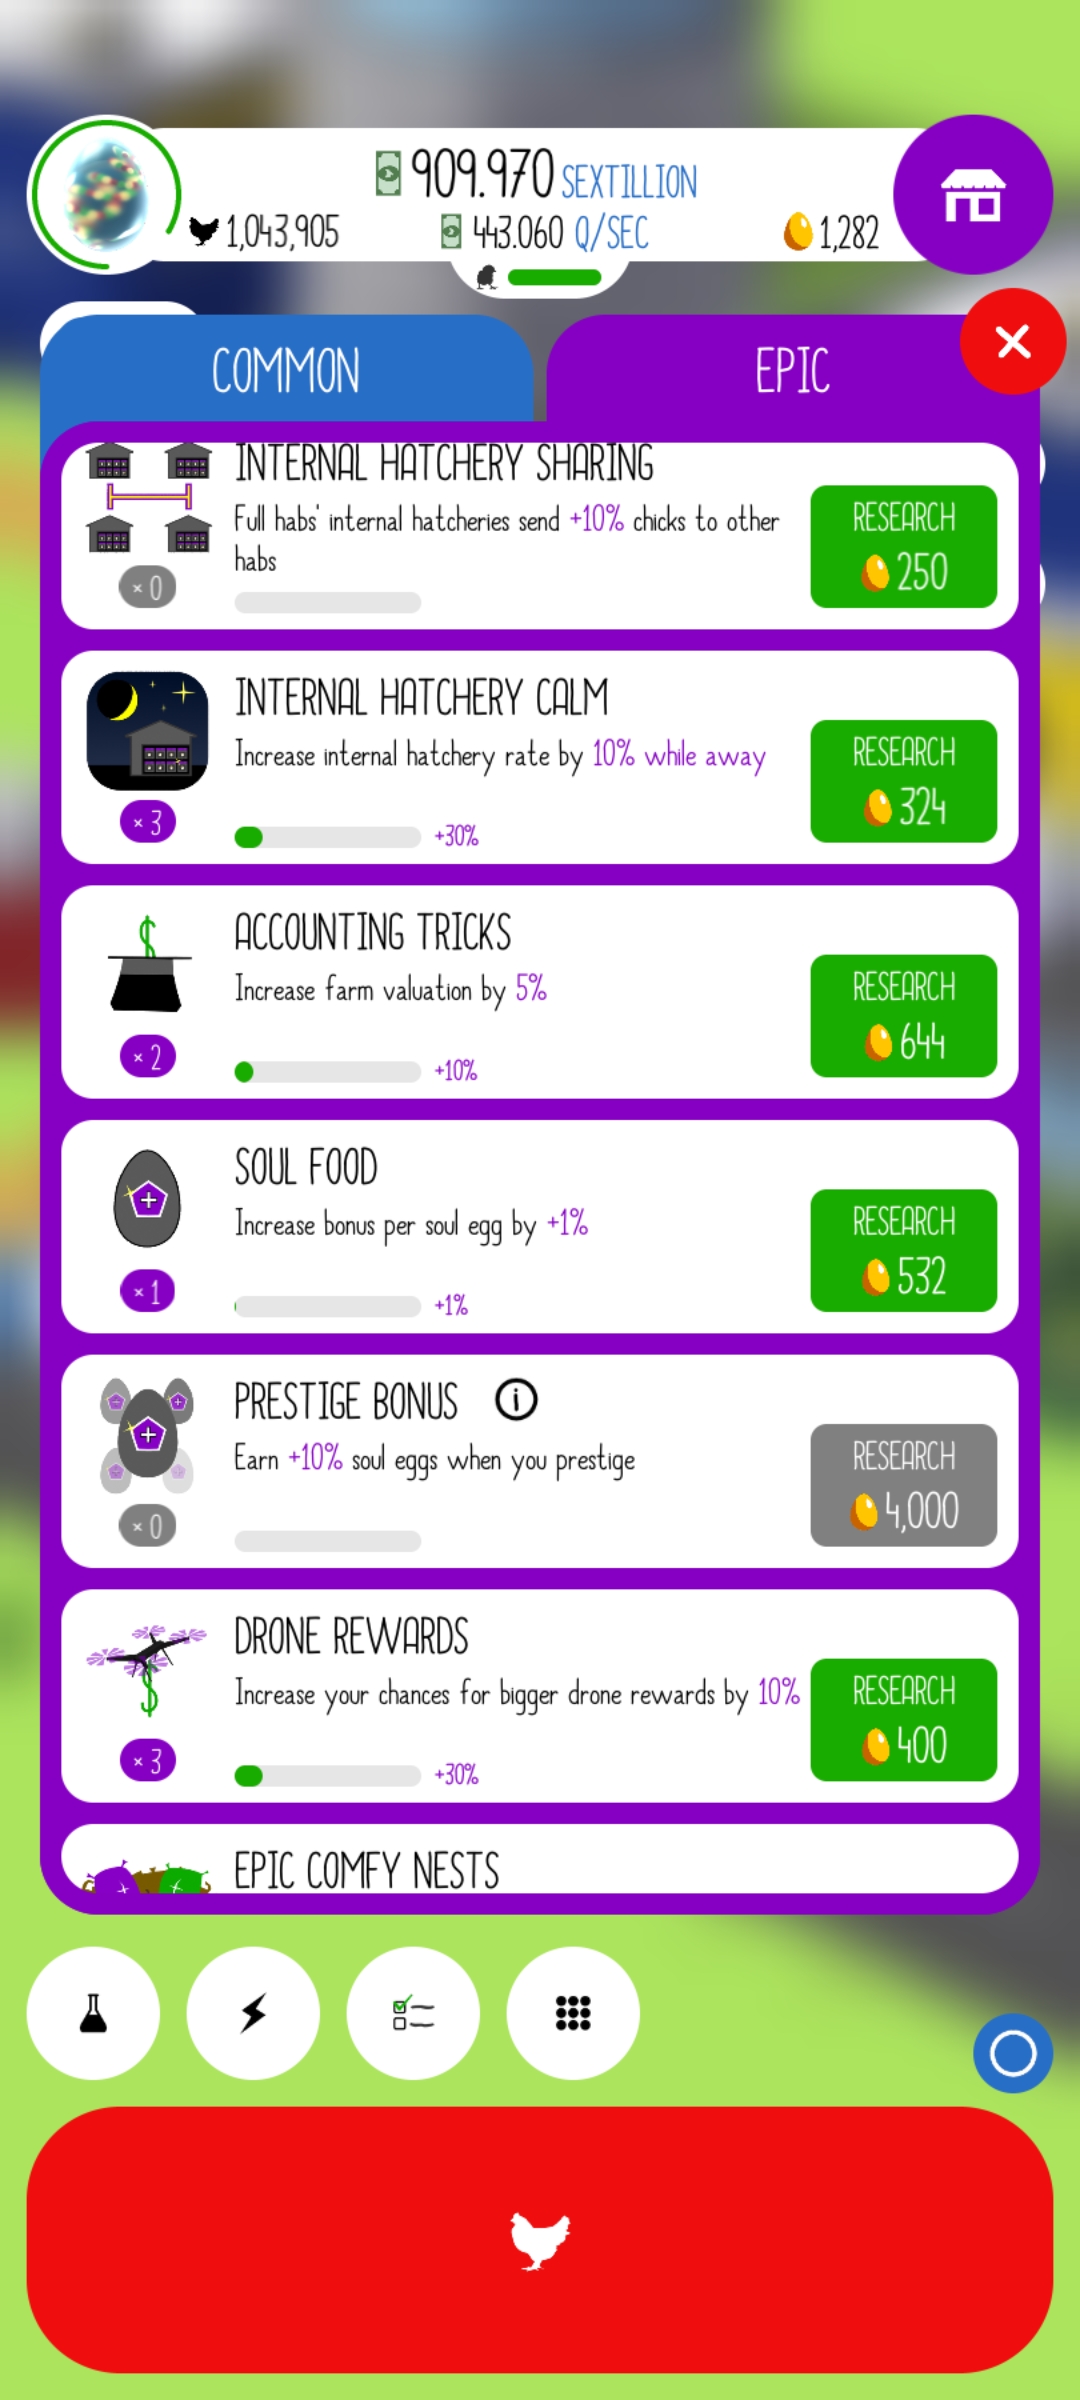 909.970 SEXTILLION
1,043,905
443.060 Q/SEC
1,282
COMMON
EPIC
INTERNAL HATCHERY SHARING
Full habs' internal hatcheries send +10% chicks to other
habs
× 0
RESEARCH
250
INTERNAL HATCHERY CALM
Increase internal hatchery rate by 10% while away
× 3
+30%
RESEARCH
324
ACCOUNTING TRICKS
Increase farm valuation by 5%
× 2
+10%
RESEARCH
644
SOUL FOOD
Increase bonus per soul egg by +1%
× 1
+1%
RESEARCH
532
PRESTIGE BONUS
Earn +10% soul eggs when you prestige
× 0
RESEARCH
4,000
DRONE REWARDS
Increase your chances for bigger drone rewards by 10%
× 3
+30%
RESEARCH
400
EPIC COMFY NESTS